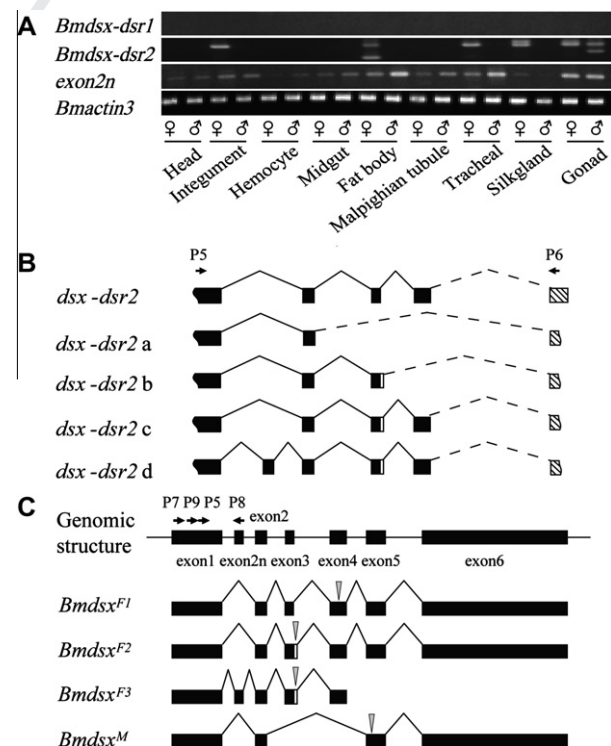 A
Bmdsx-dsr1
Bmdsx-dsr2
exon2n
Bmactin3
♀ ♂ ♀ ♂ ♀ ♂ ♀ ♂ ♀ ♂ ♀ ♂ ♀ ♂ ♀ ♂ ♀ ♂
Head
Integument
Hemocyte
Midgut
Fat body
Malpighian tubule
Tracheal
Silkgland
Gonad
B
P5 P6
dsx -dsr2
dsx -dsr2 a
dsx -dsr2 b
dsx -dsr2 c
dsx -dsr2 d
C
P7 P9 P5 P8
Genomic structure
exon2
exon1 exon2n exon3 exon4 exon5 exon6
BmdsxF1
BmdsxF2
BmdsxF3
BmdsxM